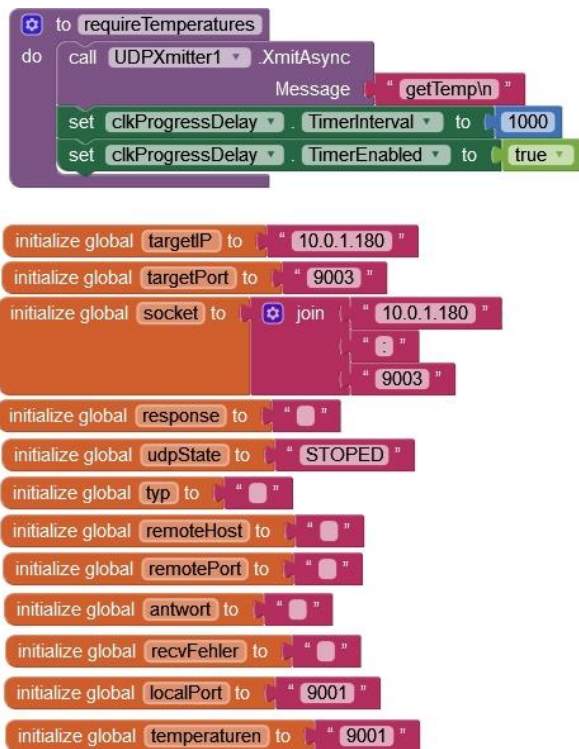 to requireTemperatures
do call UDPXmitter1 .XmitAsync
Message " getTemp\n "
set clkProgressDelay . TimerInterval to 1000
set clkProgressDelay . TimerEnabled to true
initialize global targetIP to " 10.0.1.180 "
initialize global targetPort to " 9003 "
initialize global socket to join " 10.0.1.180 "
" : "
" 9003 "
initialize global response to " "
initialize global udpState to " STOPED "
initialize global typ to " "
initialize global remoteHost to " "
initialize global remotePort to " "
initialize global antwort to " "
initialize global recvFehler to " "
initialize global localPort to " 9001 "
initialize global temperaturen to " 9001 "